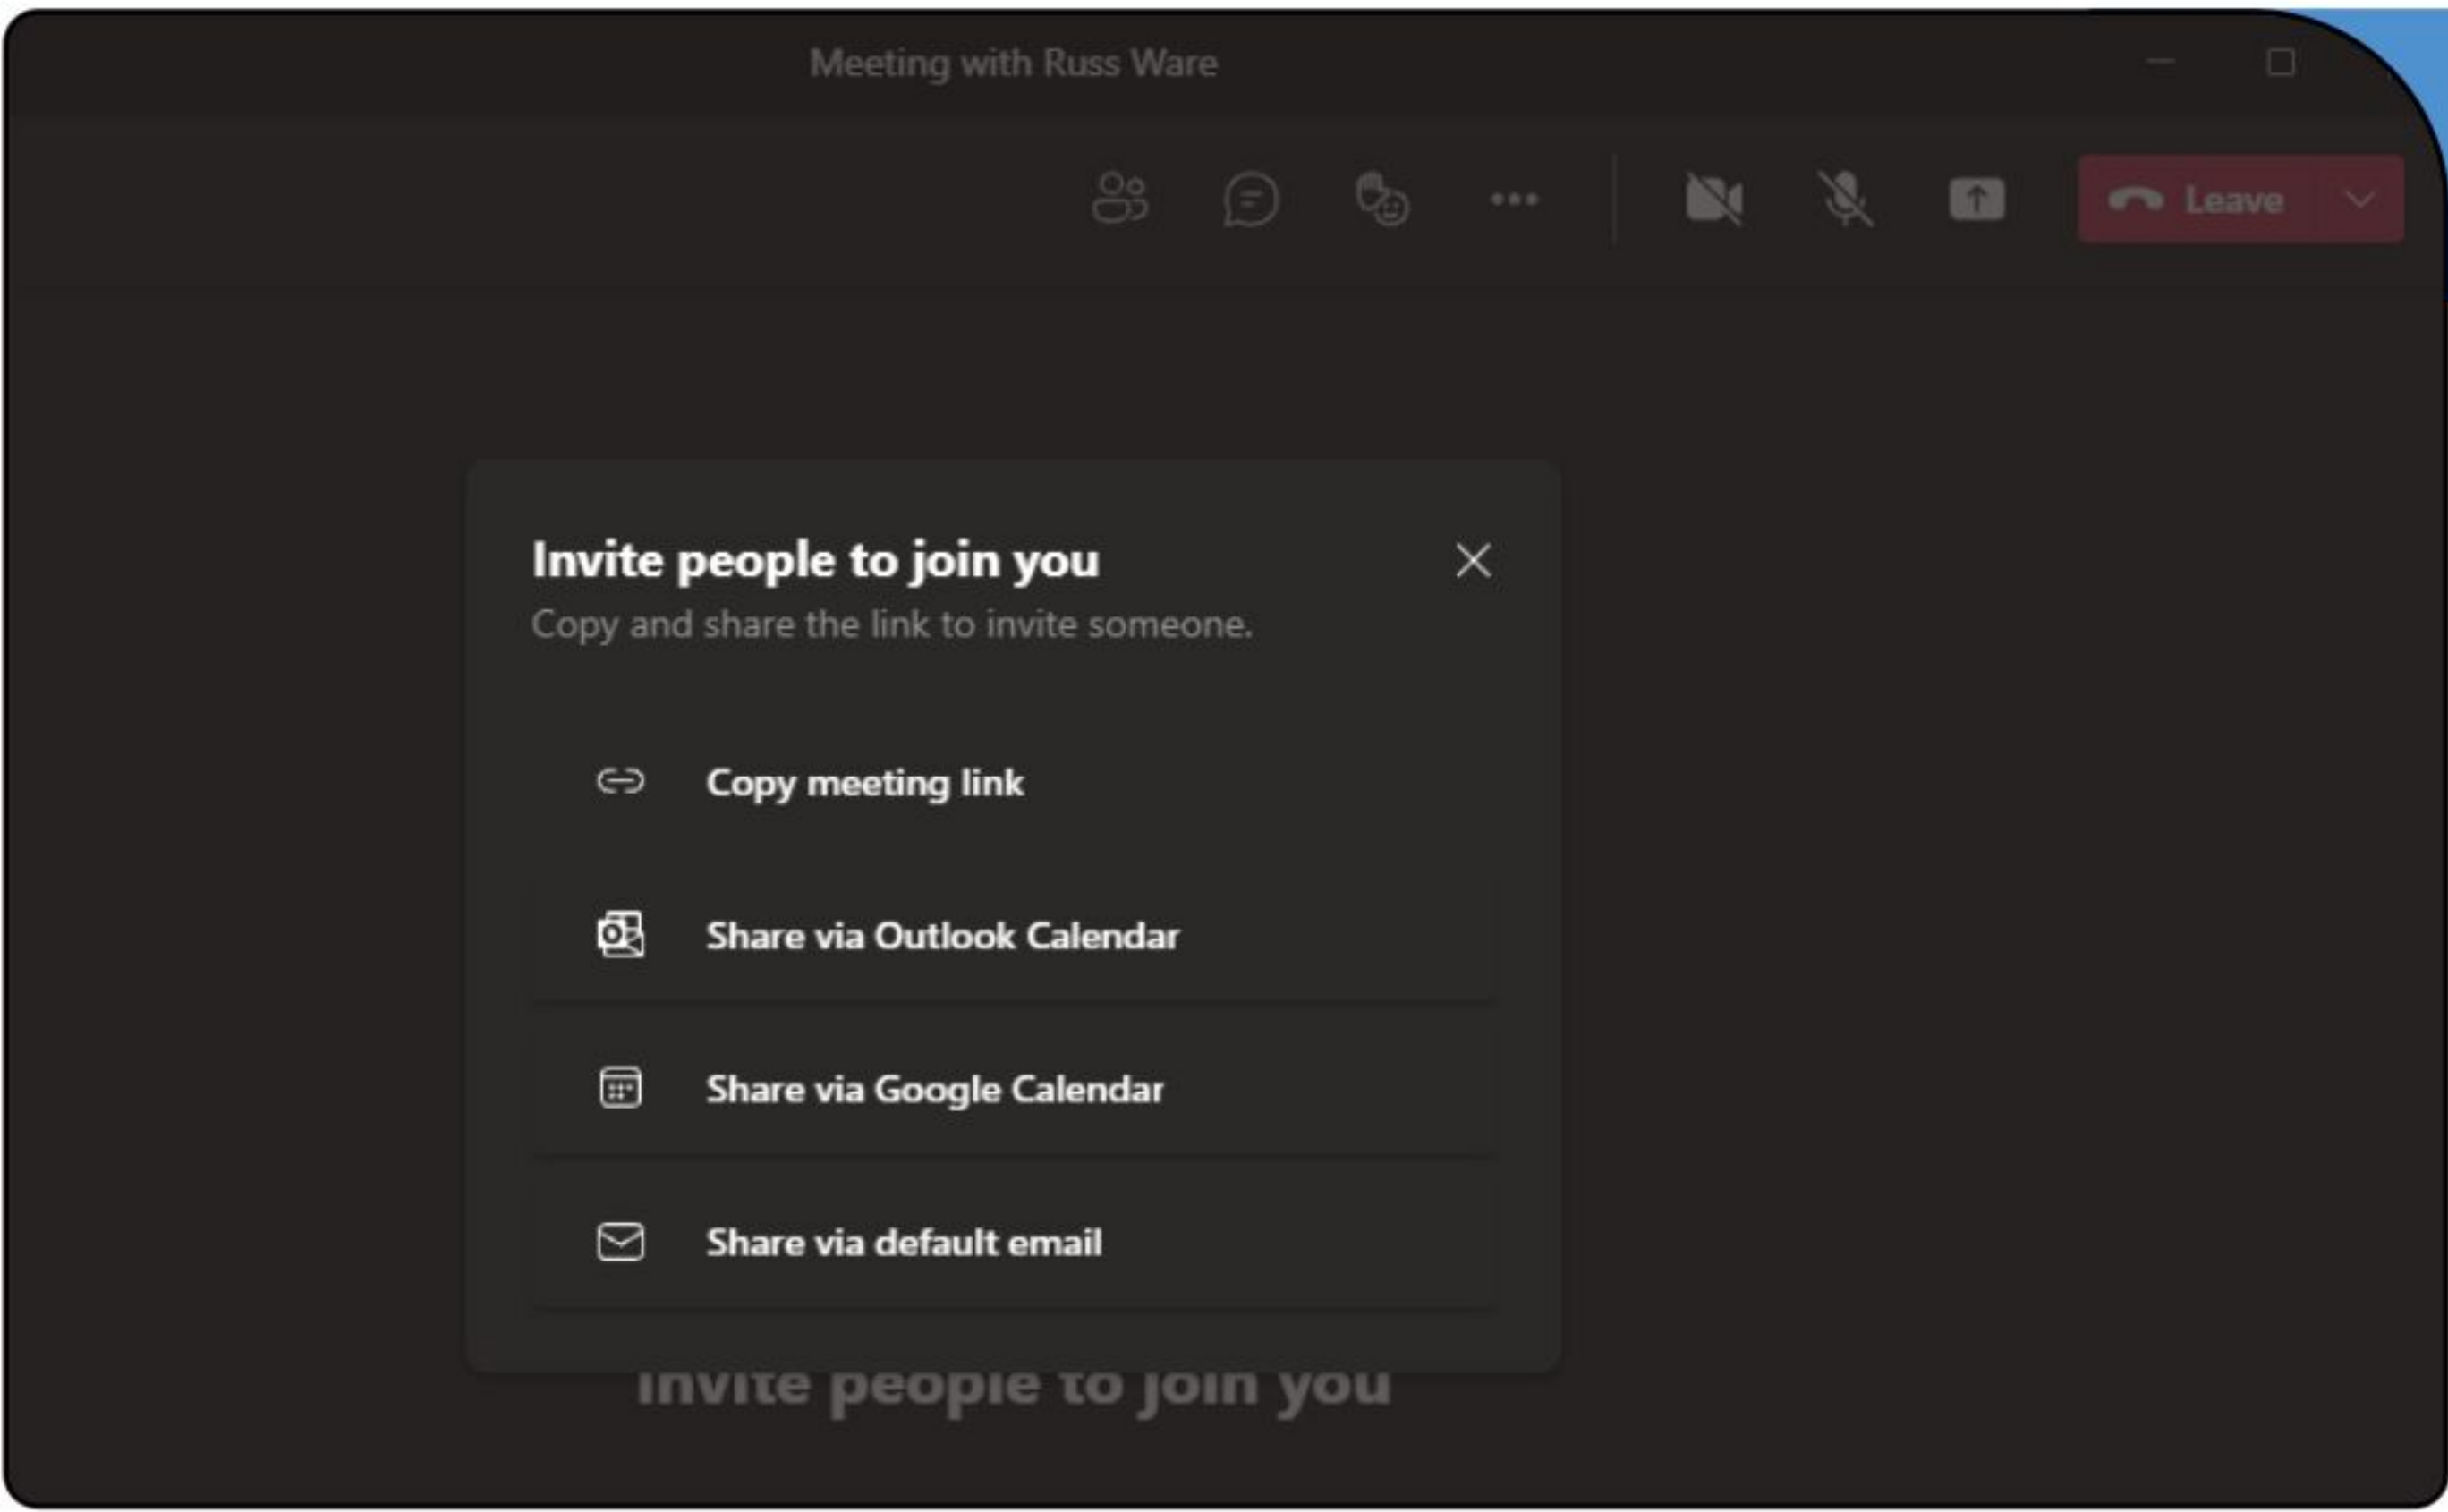 Meeting with Russ Ware
Leave
Invite people to join you
Copy and share the link to invite someone.
Copy meeting link
Share via Outlook Calendar
Share via Google Calendar
Share via default email
Invite people to join you